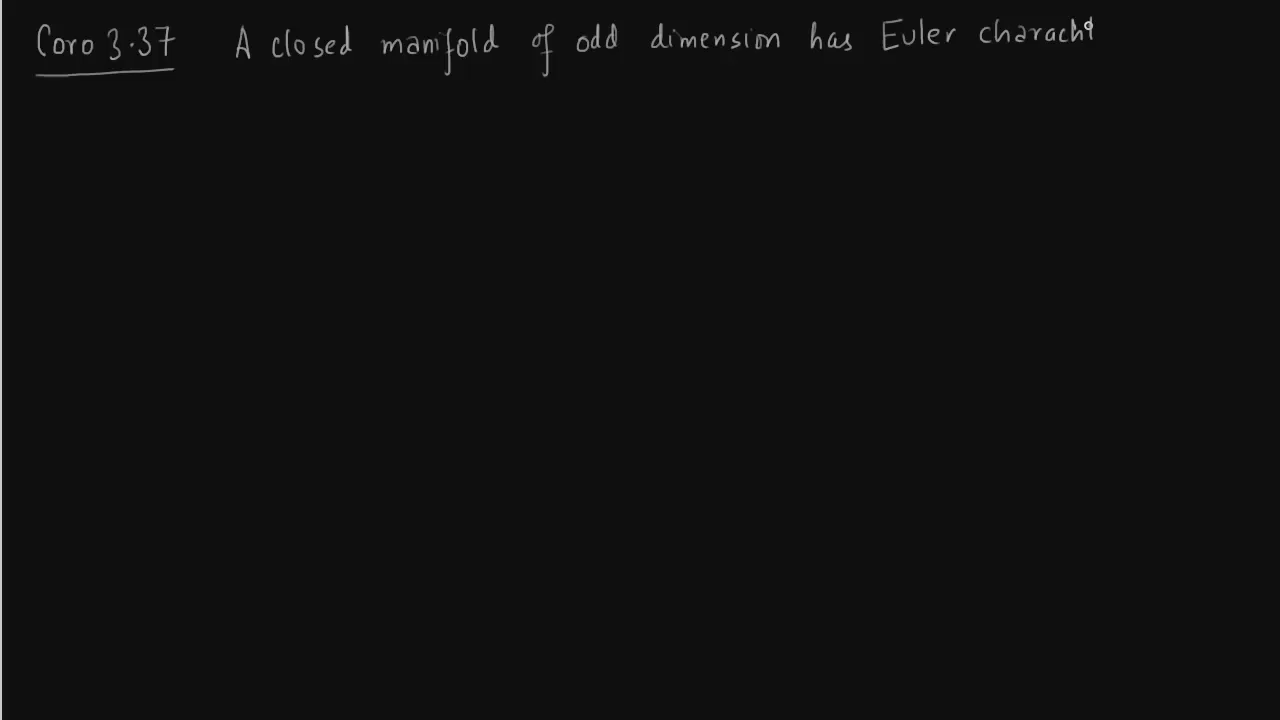 Coro 3.37 A closed manifold of odd dimension has Euler charact